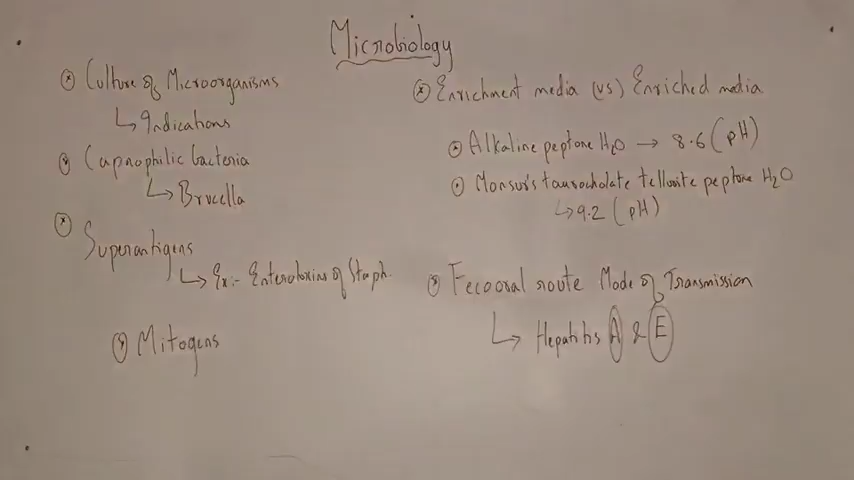 Microbiology
Culture of Microorganisms
↳ Indications
Capnophilic bacteria
↳ Brucella
Superantigens
↳ Ex:- Enterotoxins of Staph.
Mitogens
Enrichment media (vs) Enriched media
Alkaline peptone H₂O → 8.6 (pH)
Monsur's taurocholate tellurite peptone H₂O
↳ 9.2 (pH)
Fecooral route Mode of Transmission
↳ Hepatitis A & E